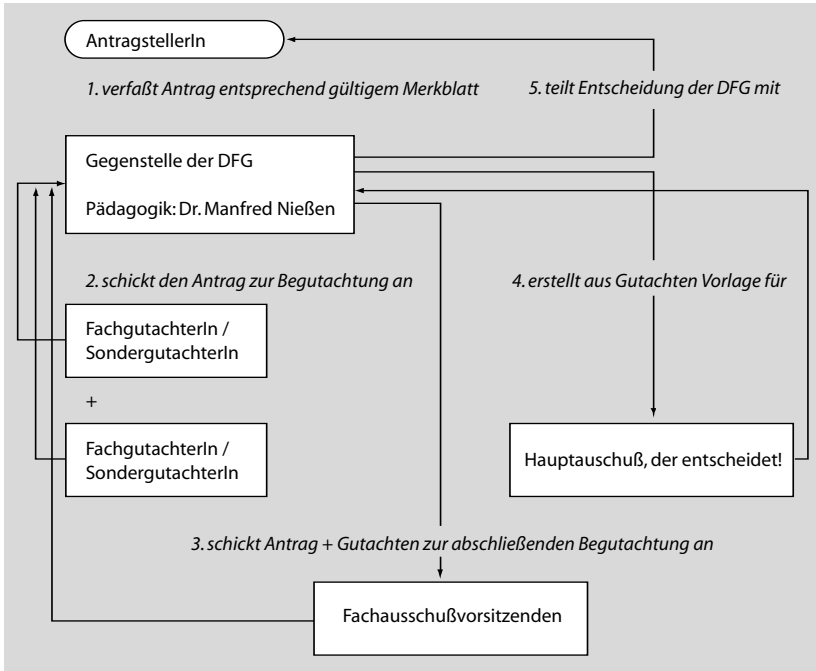 AntragstellerIn
1. verfaßt Antrag entsprechend gültigem Merkblatt
5. teilt Entscheidung der DFG mit
Gegenstelle der DFG
Pädagogik: Dr. Manfred Nießen
2. schickt den Antrag zur Begutachtung an
4. erstellt aus Gutachten Vorlage für
FachgutachterIn /
SondergutachterIn
+
FachgutachterIn /
SondergutachterIn
Hauptauschuß, der entscheidet!
3. schickt Antrag + Gutachten zur abschließenden Begutachtung an
Fachausschußvorsitzenden